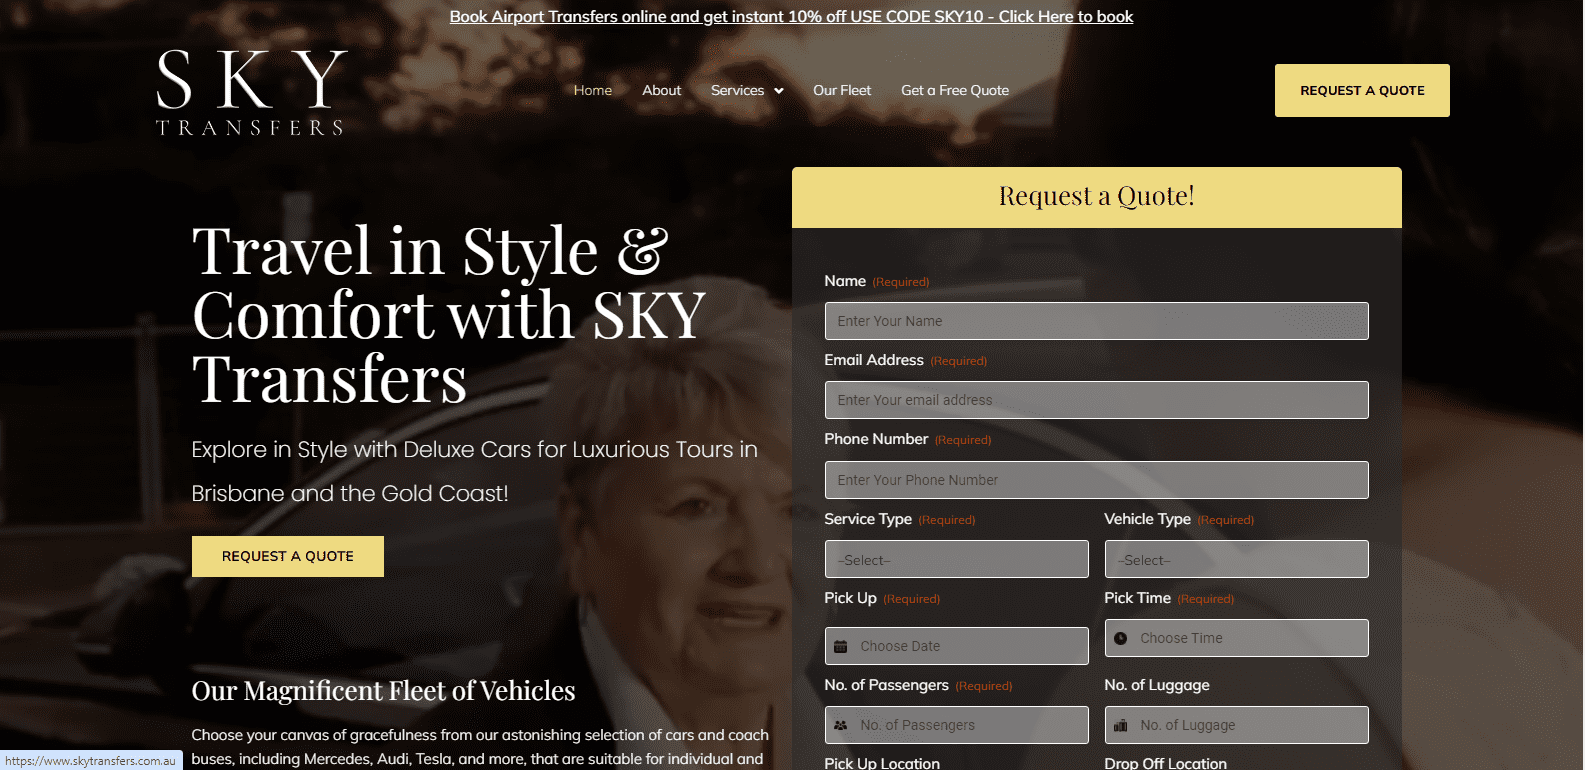 Book Airport Transfers online and get instant 10% off USE CODE SKY10 - Click Here to book
SKY
TRANSFERS
Home
About
Services
Our Fleet
Get a Free Quote
REQUEST A QUOTE
Travel in Style &
Comfort with SKY
Transfers
Explore in Style with Deluxe Cars for Luxurious Tours in
Brisbane and the Gold Coast!
REQUEST A QUOTE
Our Magnificent Fleet of Vehicles
Choose your canvas of gracefulness from our astonishing selection of cars and coach
buses, including Mercedes, Audi, Tesla, and more, that are suitable for individual and
Request a Quote!
Name (Required)
Enter Your Name
Email Address (Required)
Enter Your email address
Phone Number (Required)
Enter Your Phone Number
Service Type (Required)
Vehicle Type (Required)
–Select–
–Select–
Pick Up (Required)
Pick Time (Required)
Choose Date
Choose Time
No. of Passengers (Required)
No. of Luggage
No. of Passengers
No. of Luggage
Pick Up Location
Drop Off Location
https://www.skytransfers.com.au